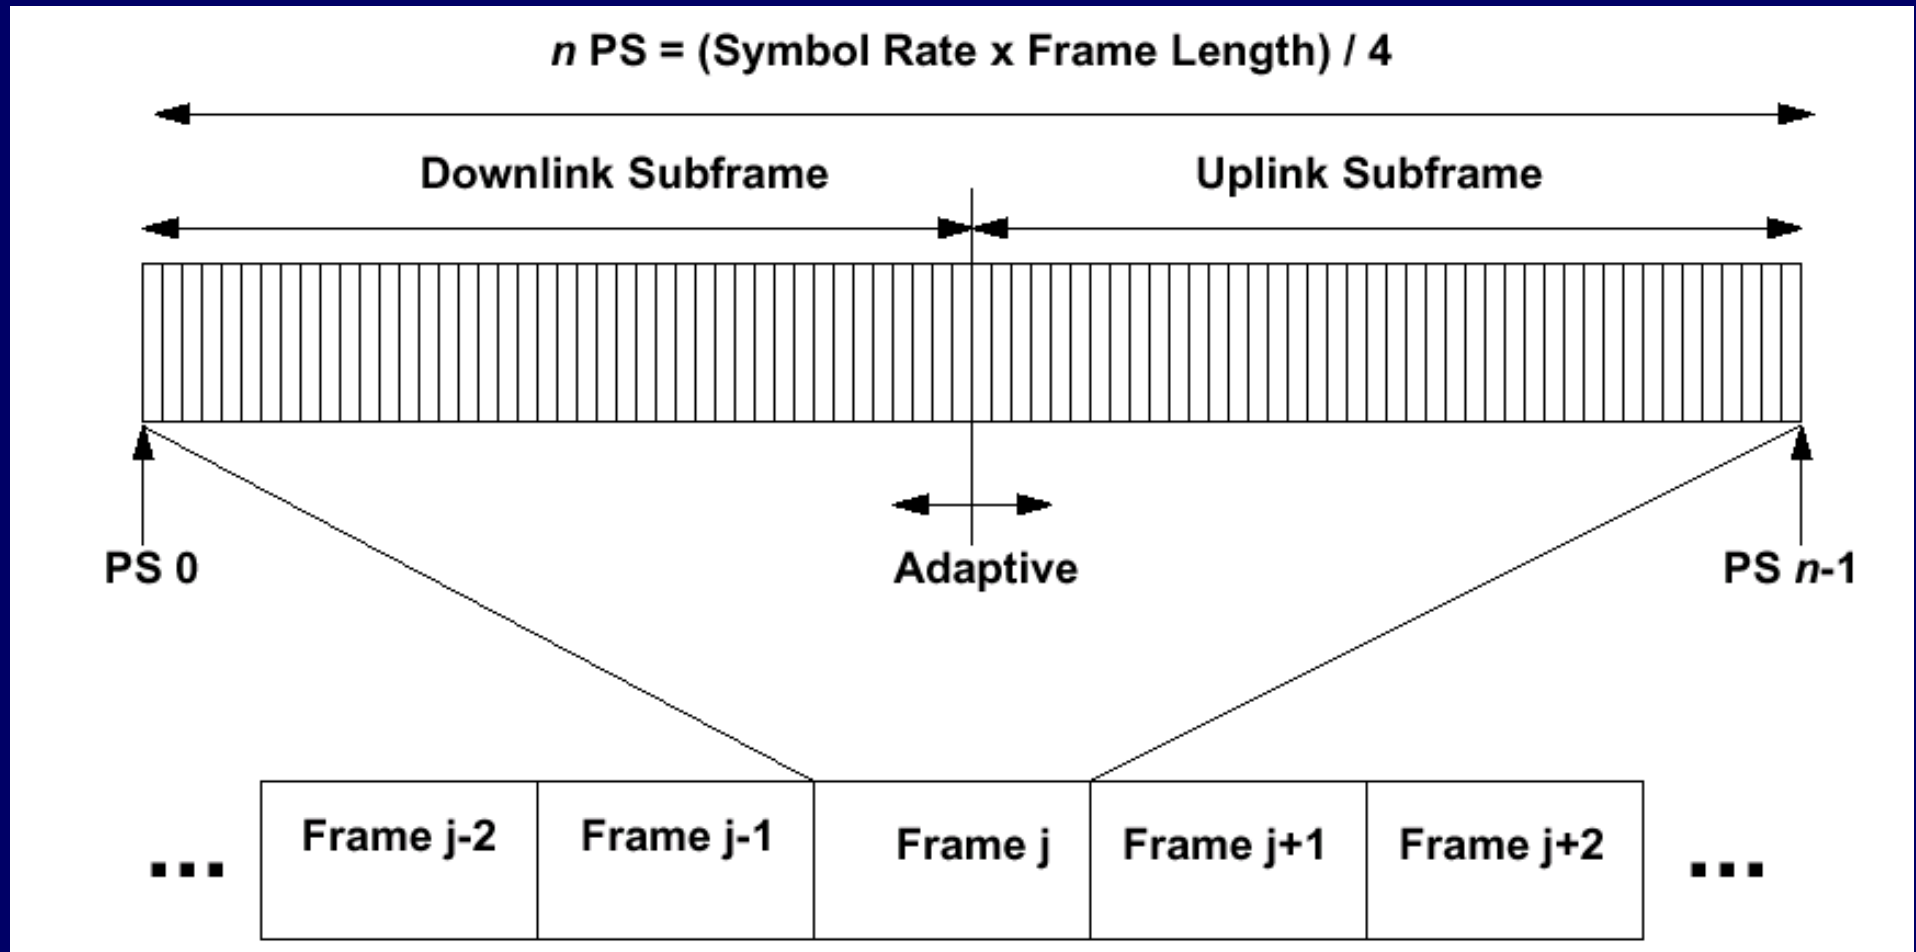 n PS = (Symbol Rate x Frame Length) / 4
Downlink Subframe
Uplink Subframe
PS 0
Adaptive
PS n-1
... Frame j-2 Frame j-1 Frame j Frame j+1 Frame j+2 ...